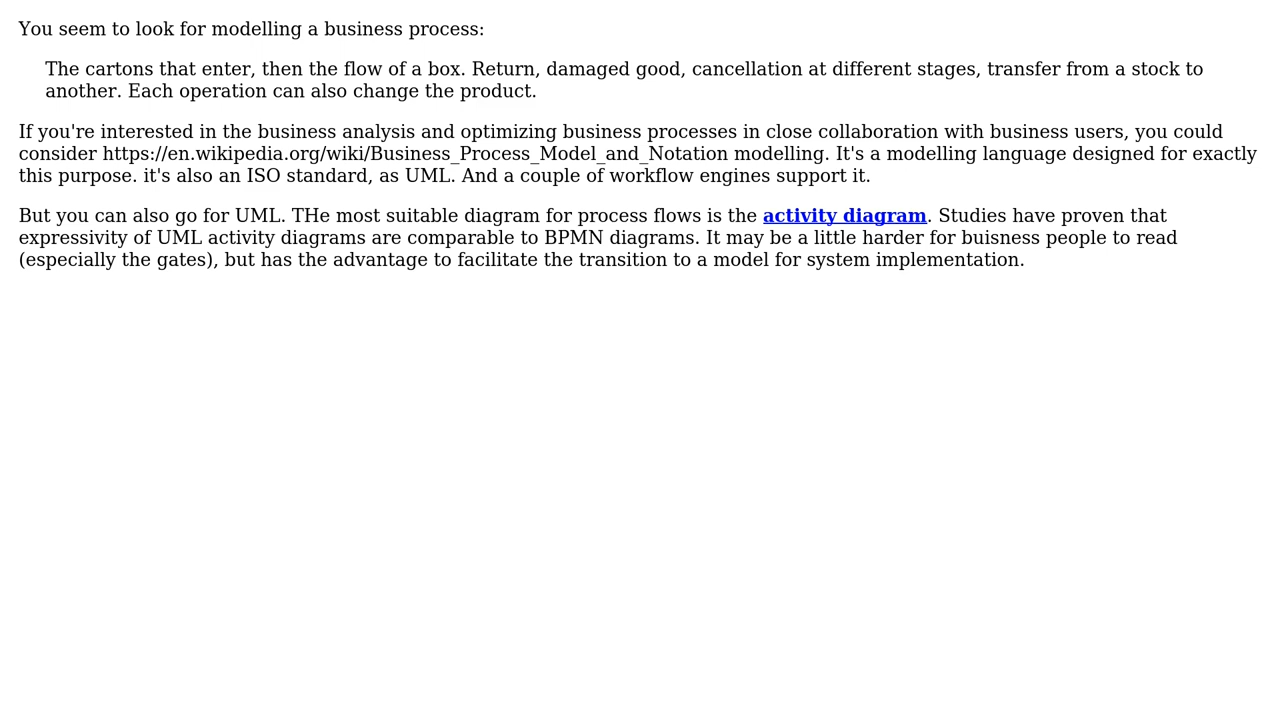 You seem to look for modelling a business process:
The cartons that enter, then the flow of a box. Return, damaged good, cancellation at different stages, transfer from a stock to
another. Each operation can also change the product.
If you're interested in the business analysis and optimizing business processes in close collaboration with business users, you could
consider https://en.wikipedia.org/wiki/Business_Process_Model_and_Notation modelling. It's a modelling language designed for exactly
this purpose. it's also an ISO standard, as UML. And a couple of workflow engines support it.
But you can also go for UML. THe most suitable diagram for process flows is the activity diagram. Studies have proven that
expressivity of UML activity diagrams are comparable to BPMN diagrams. It may be a little harder for buisness people to read
(especially the gates), but has the advantage to facilitate the transition to a model for system implementation.